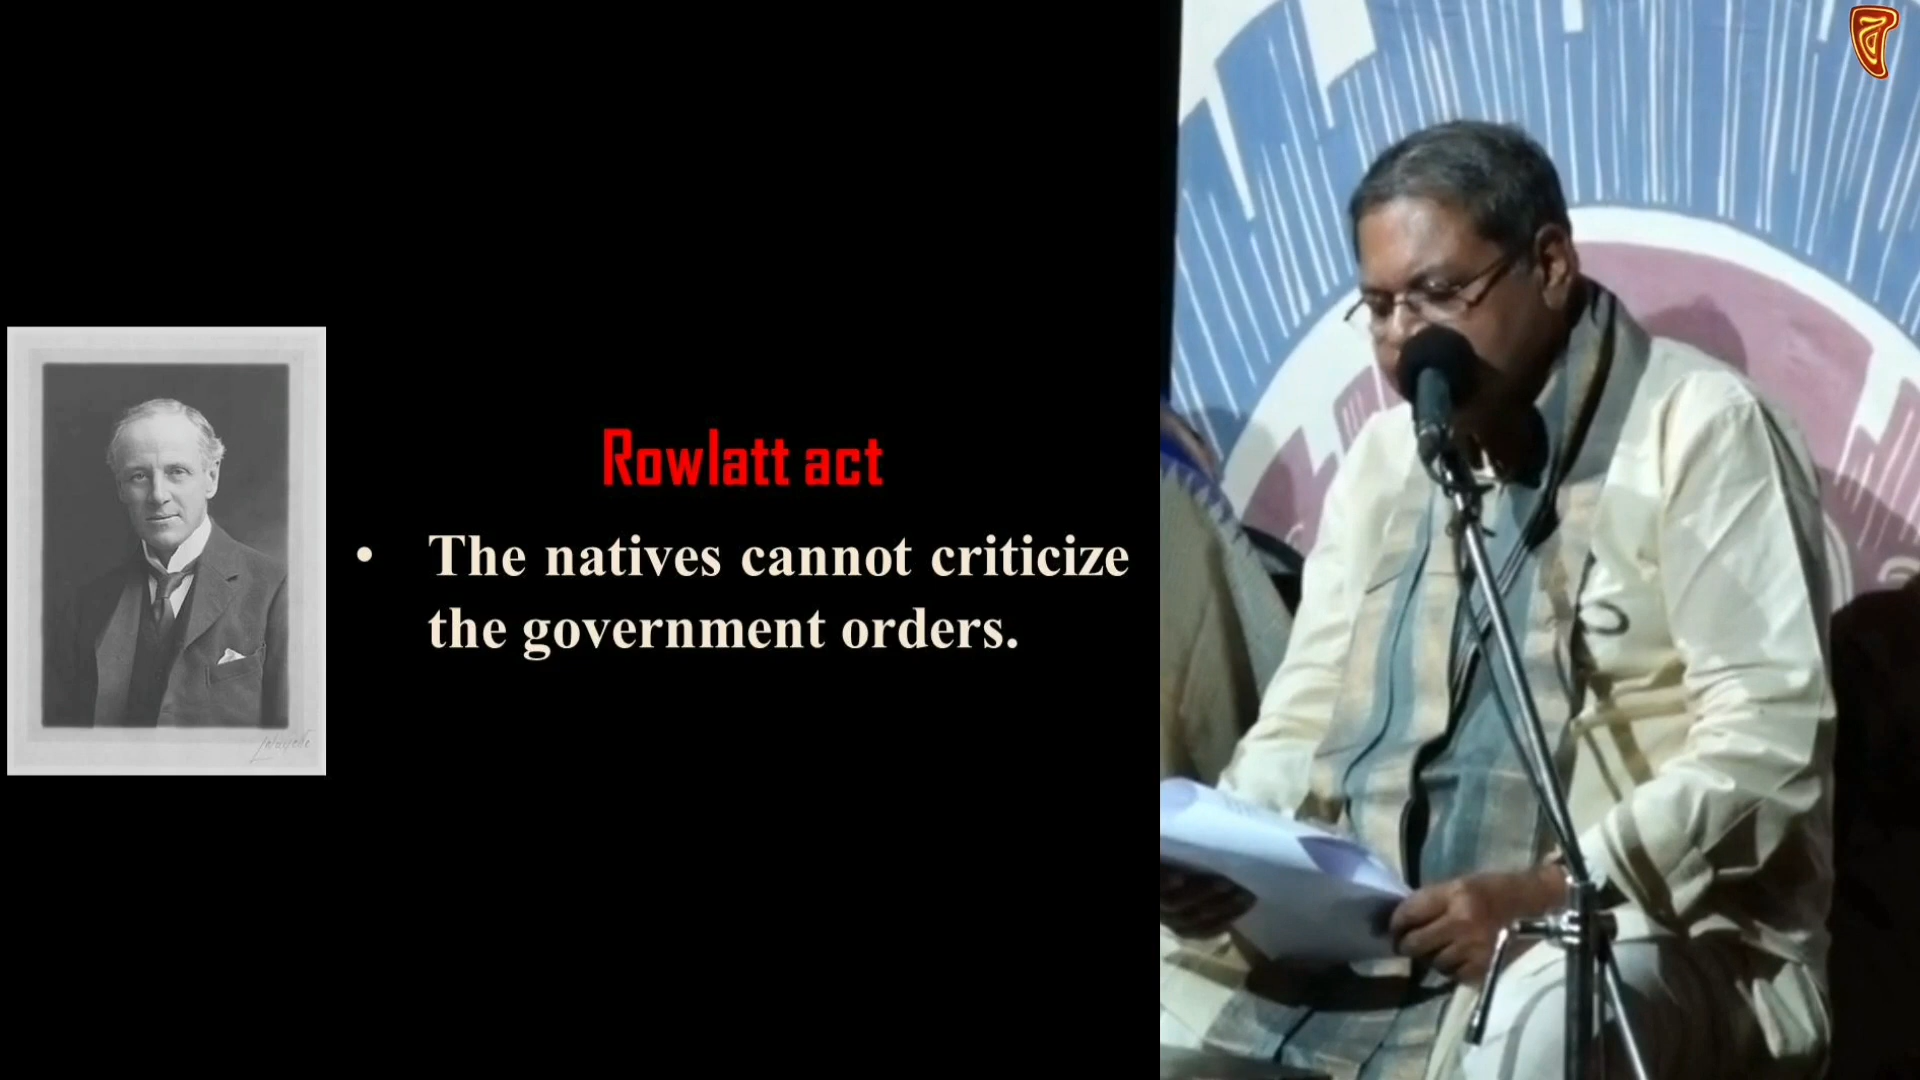 Rowlatt act
• The natives cannot criticize
the government orders.